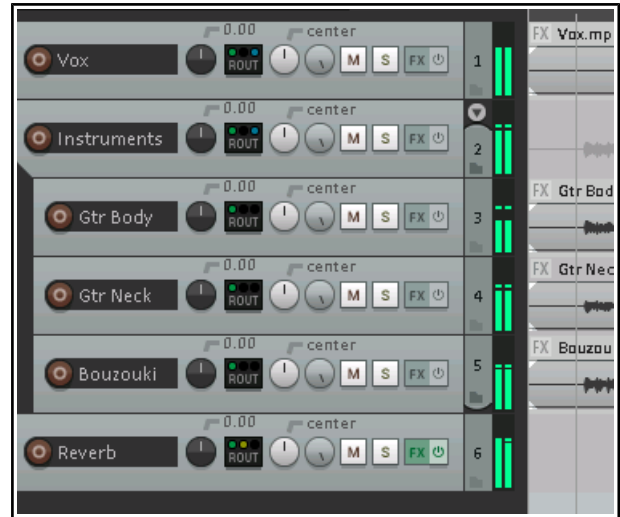 0.00 center FX Vox.mp
Vox ROUT M S FX 1
0.00 center
Instruments ROUT M S FX 2
0.00 center FX Gtr Bod
Gtr Body ROUT M S FX 3
0.00 center FX Gtr Nec
Gtr Neck ROUT M S FX 4
0.00 center FX Bouzou
Bouzouki ROUT M S FX 5
0.00 center
Reverb ROUT M S FX 6